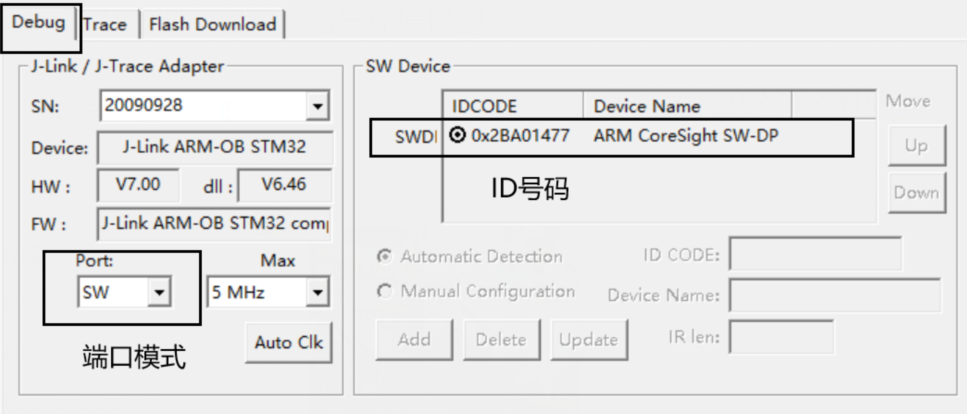 Debug Trace Flash Download
J-Link / J-Trace Adapter
SN: 20090928
Device: J-Link ARM-OB STM32
HW : V7.00 dll : V6.46
FW : J-Link ARM-OB STM32 comp
Port: Max
SW 5 MHz
Auto Clk
端口模式
SW Device
IDCODE Device Name
SWDI 0x2BA01477 ARM CoreSight SW-DP
ID号码
Move
Up
Down
Automatic Detection
Manual Configuration
ID CODE:
Device Name:
Add Delete Update
IR len: